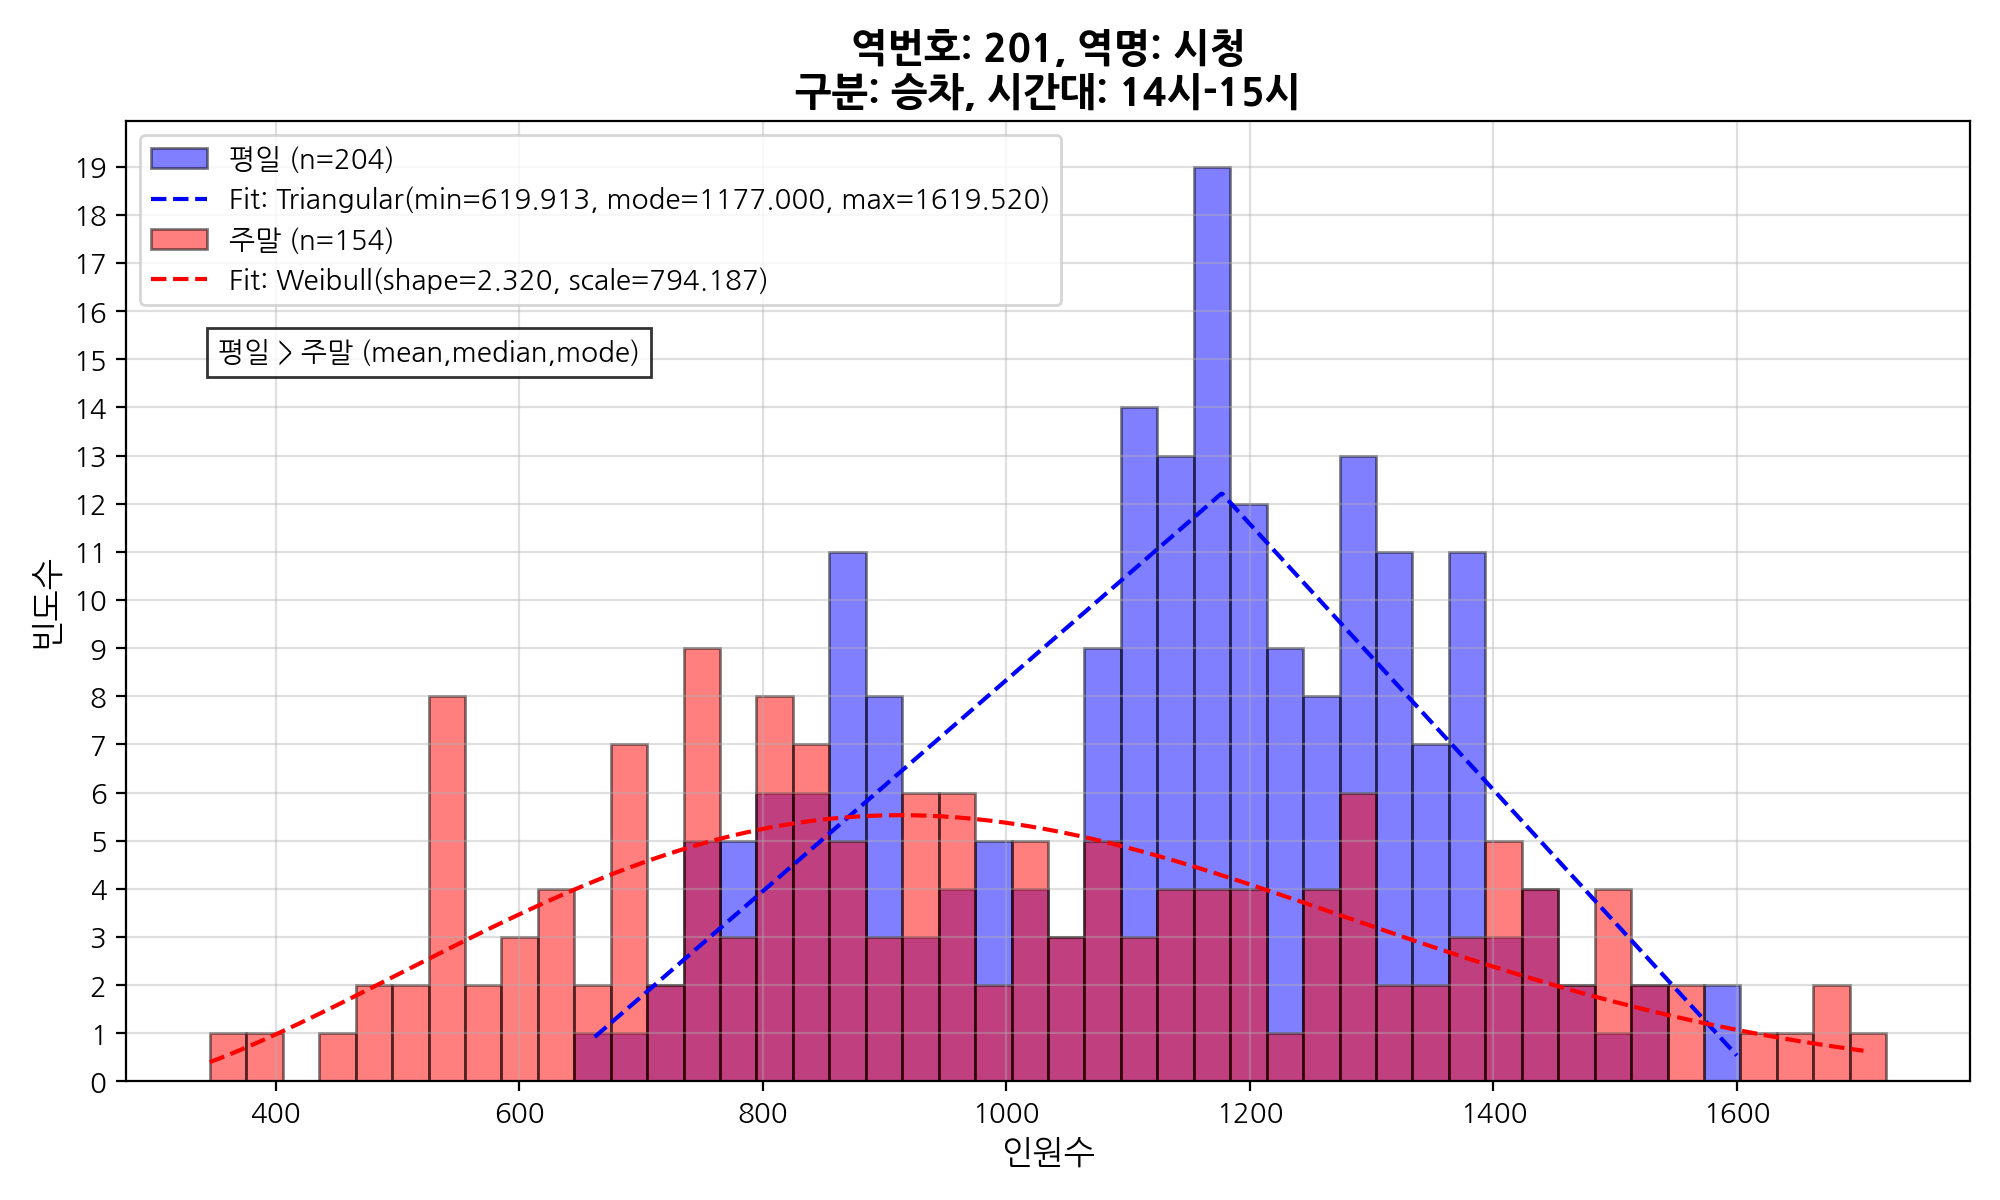 역번호: 201, 역명: 시청
구분: 승차, 시간대: 14시-15시
평일 (n=204)
Fit: Triangular(min=619.913, mode=1177.000, max=1619.520)
주말 (n=154)
Fit: Weibull(shape=2.320, scale=794.187)
평일 > 주말 (mean,median,mode)
빈도수
19
18
17
16
15
14
13
12
11
10
9
8
7
6
5
4
3
2
1
0
400 600 800 1000 1200 1400 1600
인원수